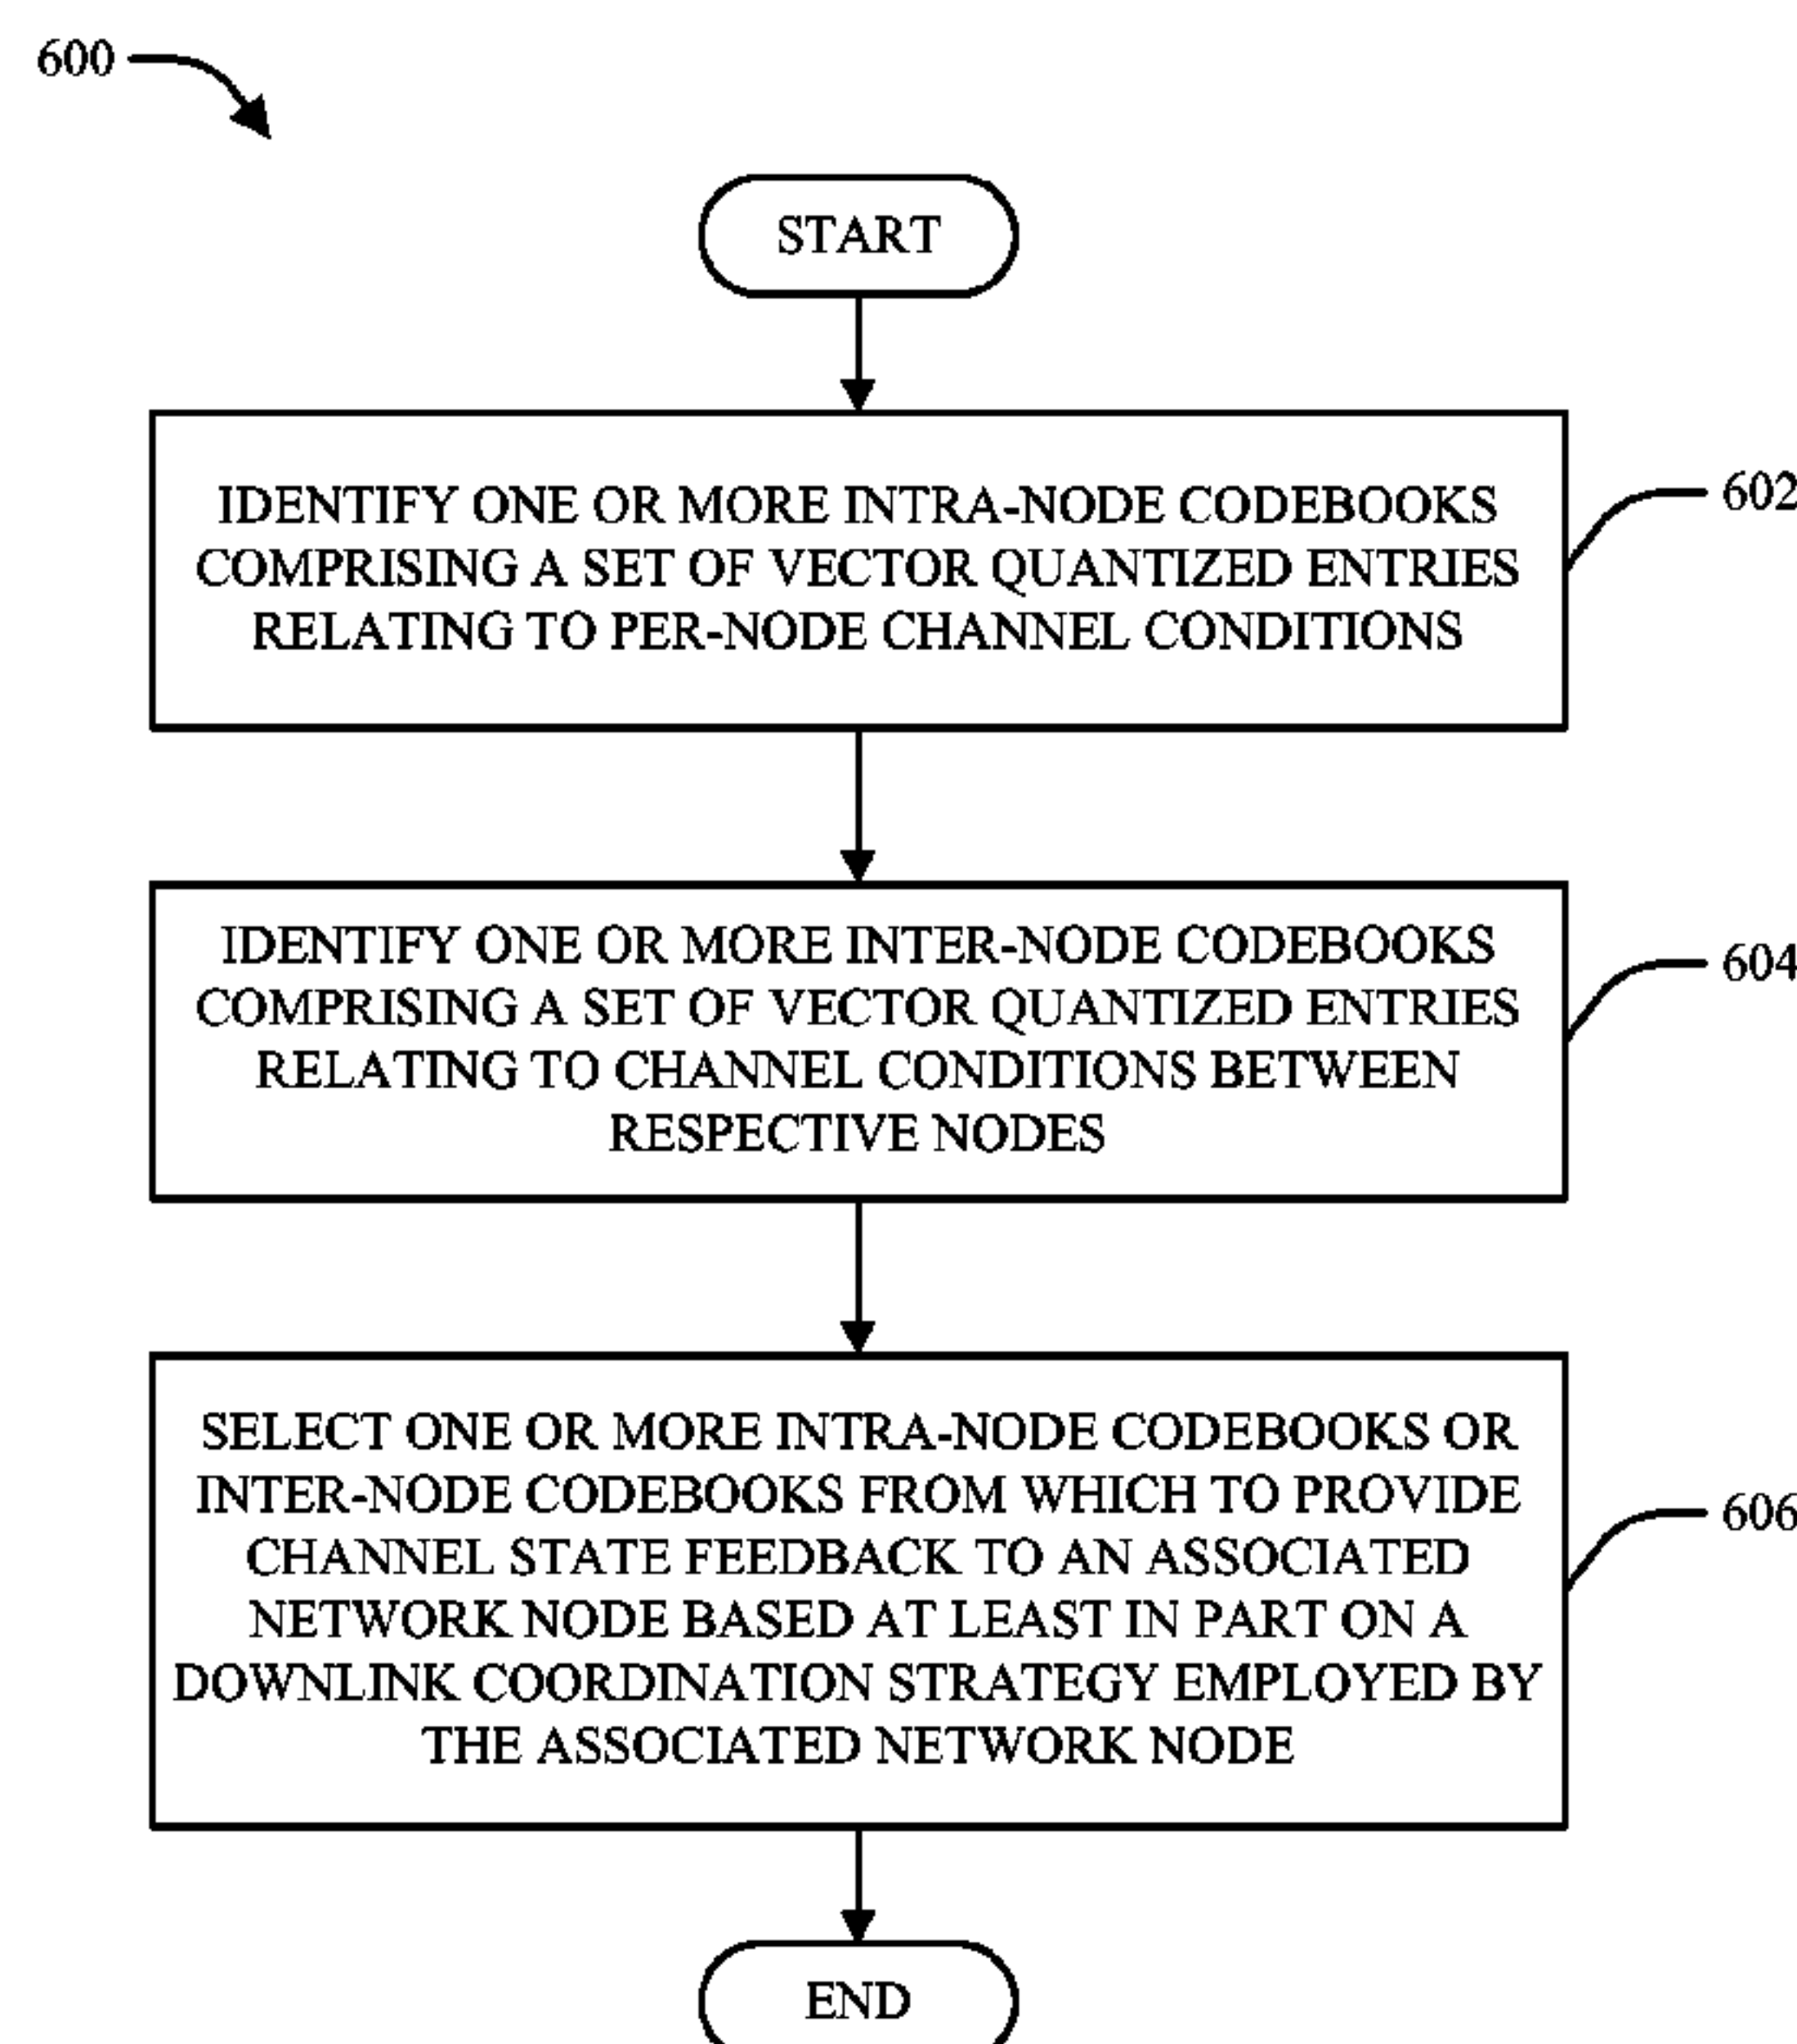 600
START
IDENTIFY ONE OR MORE INTRA-NODE CODEBOOKS
COMPRISING A SET OF VECTOR QUANTIZED ENTRIES
RELATING TO PER-NODE CHANNEL CONDITIONS
602
IDENTIFY ONE OR MORE INTER-NODE CODEBOOKS
COMPRISING A SET OF VECTOR QUANTIZED ENTRIES
RELATING TO CHANNEL CONDITIONS BETWEEN
RESPECTIVE NODES
604
SELECT ONE OR MORE INTRA-NODE CODEBOOKS OR
INTER-NODE CODEBOOKS FROM WHICH TO PROVIDE
CHANNEL STATE FEEDBACK TO AN ASSOCIATED
NETWORK NODE BASED AT LEAST IN PART ON A
DOWNLINK COORDINATION STRATEGY EMPLOYED BY
THE ASSOCIATED NETWORK NODE
606
END